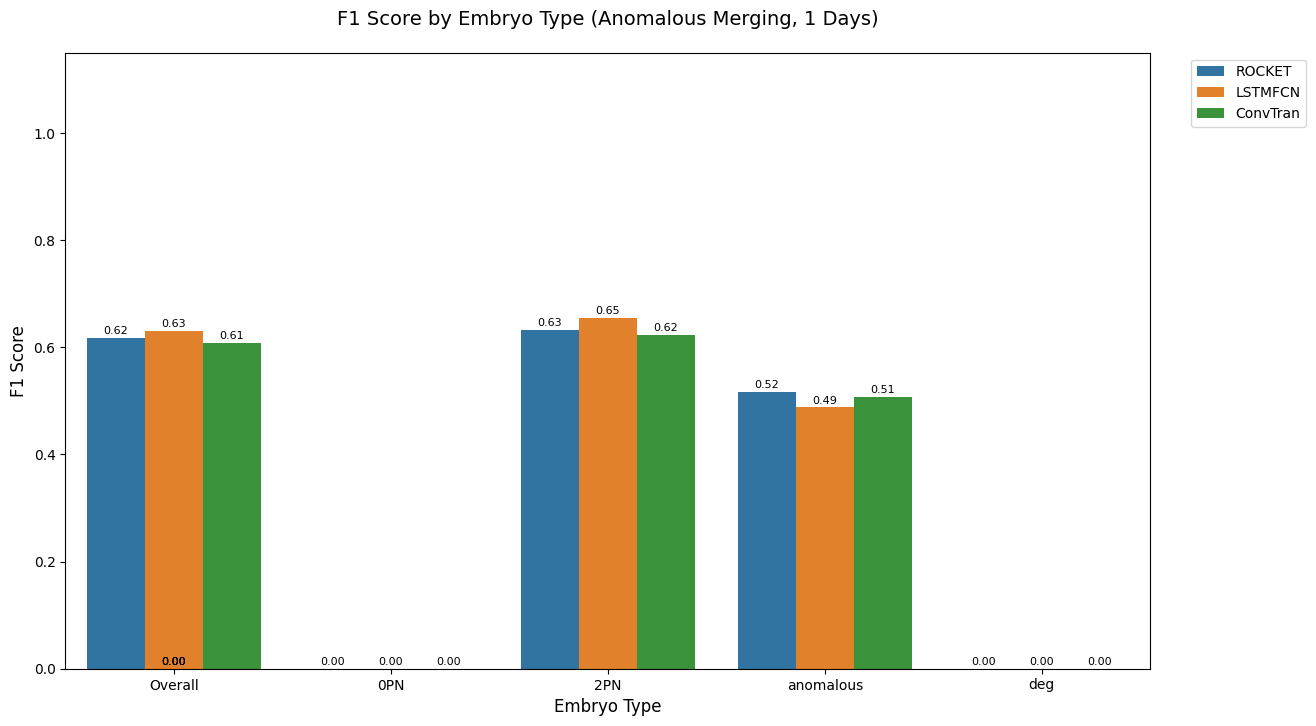 F1 Score by Embryo Type (Anomalous Merging, 1 Days)
ROCKET
LSTMFCN
ConvTran
F1 Score
1.0
0.8
0.6
0.4
0.2
0.0
0.62
0.63
0.61
0.00
0.00
0.00
0.00
0.63
0.65
0.62
0.52
0.49
0.51
0.00
0.00
0.00
Overall
0PN
2PN
anomalous
deg
Embryo Type